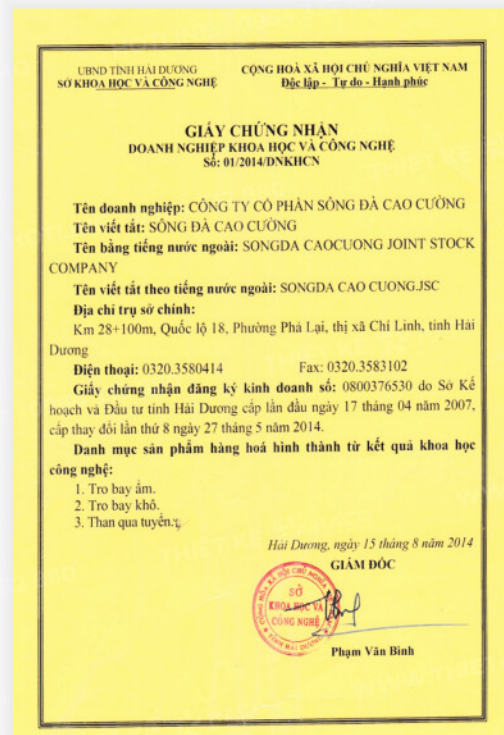 UBND TỈNH HẢI DƯƠNG
SỞ KHOA HỌC VÀ CÔNG NGHỆ
CỘNG HOÀ XÃ HỘI CHỦ NGHĨA VIỆT NAM
Độc lập - Tự do - Hạnh phúc
GIẤY CHỨNG NHẬN
DOANH NGHIỆP KHOA HỌC VÀ CÔNG NGHỆ
Số: 01/2014/DNKHCN
Tên doanh nghiệp: CÔNG TY CỔ PHẦN SÔNG ĐÀ CAO CƯỜNG
Tên viết tắt: SÔNG ĐÀ CAO CƯỜNG
Tên bằng tiếng nước ngoài: SONGDA CAOCUONG JOINT STOCK
COMPANY
Tên viết tắt theo tiếng nước ngoài: SONGDA CAO CUONG.JSC
Địa chỉ trụ sở chính:
Km 28+100m, Quốc lộ 18, Phường Phả Lại, thị xã Chí Linh, tỉnh Hải
Dương
Điện thoại: 0320.3580414 Fax: 0320.3583102
Giấy chứng nhận đăng ký kinh doanh số: 0800376530 do Sở Kế
hoạch và Đầu tư tỉnh Hải Dương cấp lần đầu ngày 17 tháng 04 năm 2007,
cấp thay đổi lần thứ 8 ngày 27 tháng 5 năm 2014.
Danh mục sản phẩm hàng hoá hình thành từ kết quả khoa học
công nghệ:
1. Tro bay ẩm.
2. Tro bay khô.
3. Than qua tuyển.
Hải Dương, ngày 15 tháng 8 năm 2014
GIÁM ĐỐC
SỞ
KHOA HỌC VÀ
CÔNG NGHỆ
TỈNH HẢI DƯƠNG
Phạm Văn Bình